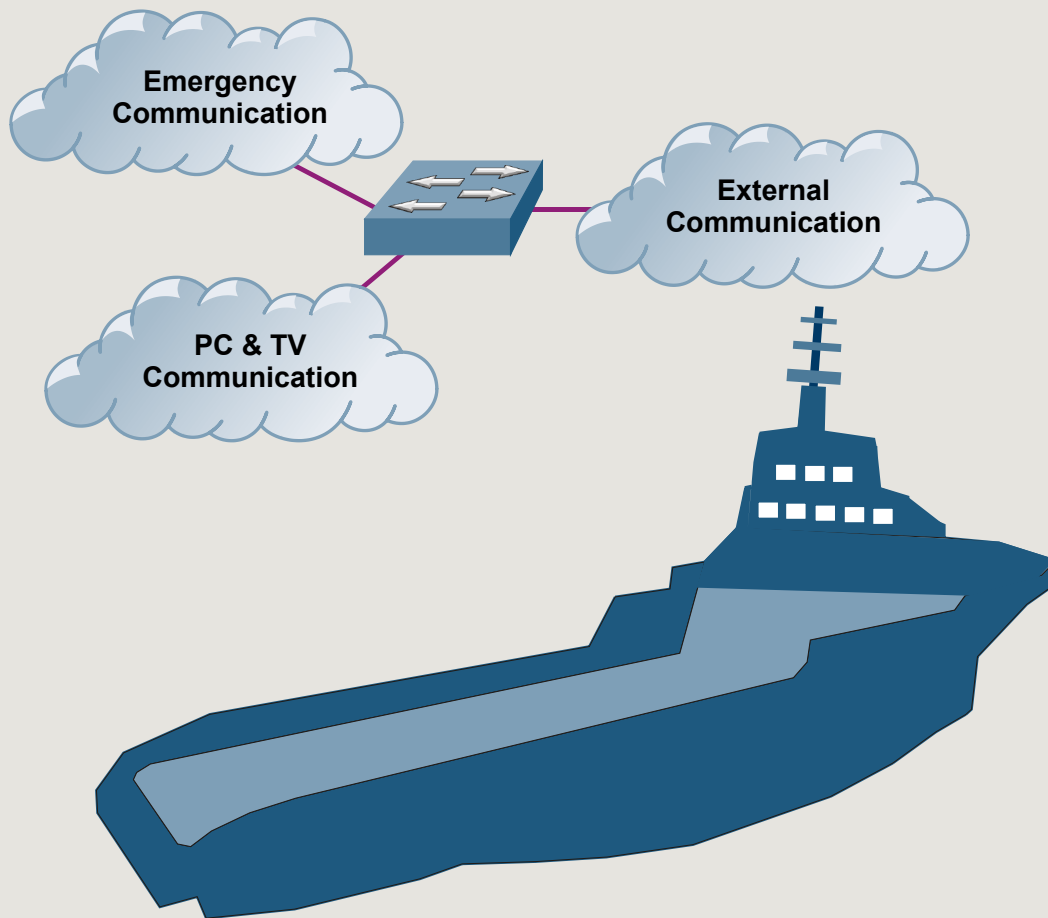 Emergency
Communication
External
Communication
PC & TV
Communication